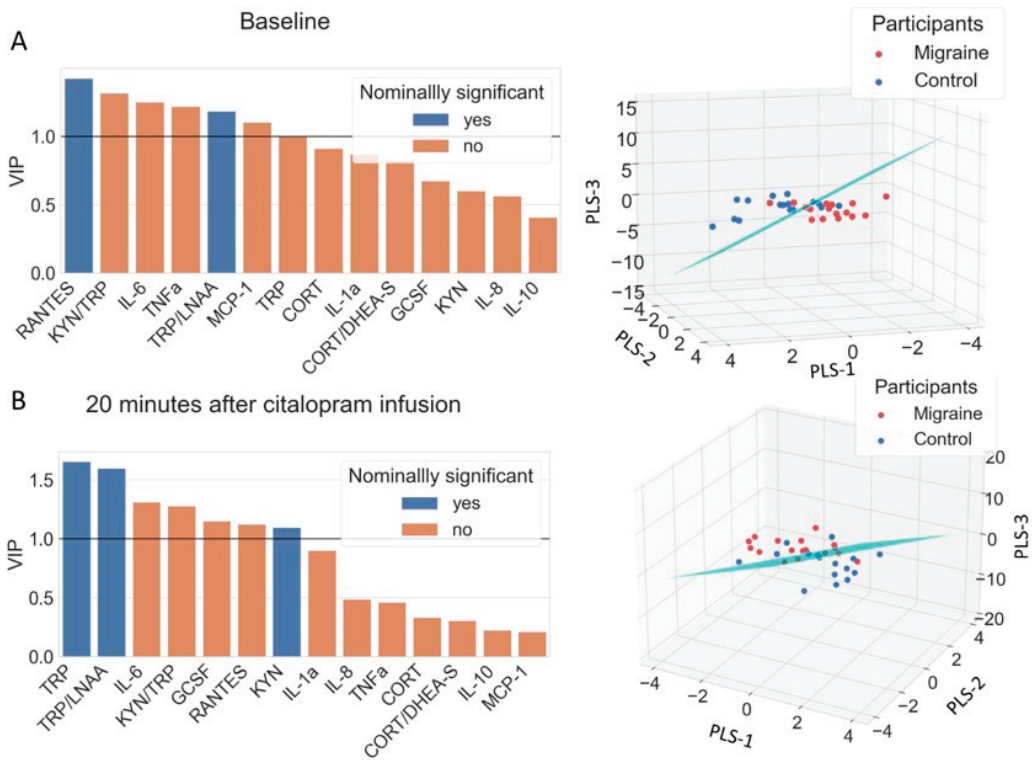 Baseline
A
Nominallly significant
yes
no
VIP
1.0
0.5
0.0
RANTES
KYN/TRP
IL-6
TNFa
TRP/LNAA
MCP-1
TRP
CORT
IL-1a
CORT/DHEA-S
GCSF
KYN
IL-8
IL-10
Participants
Migraine
Control
PLS-3
15
10
5
0
−5
−10
−15
−4
−2
0
2
4
PLS-2
4
2
0
−2
−4
PLS-1
B
20 minutes after citalopram infusion
Nominallly significant
yes
no
VIP
1.5
1.0
0.5
0.0
TRP
TRP/LNAA
IL-6
KYN/TRP
GCSF
RANTES
KYN
IL-1a
IL-8
TNFa
CORT
CORT/DHEA-S
IL-10
MCP-1
Participants
Migraine
Control
20
10
0
−10
−20
PLS-3
−4
−2
0
2
4
PLS-1
−4
−2
0
2
4
PLS-2